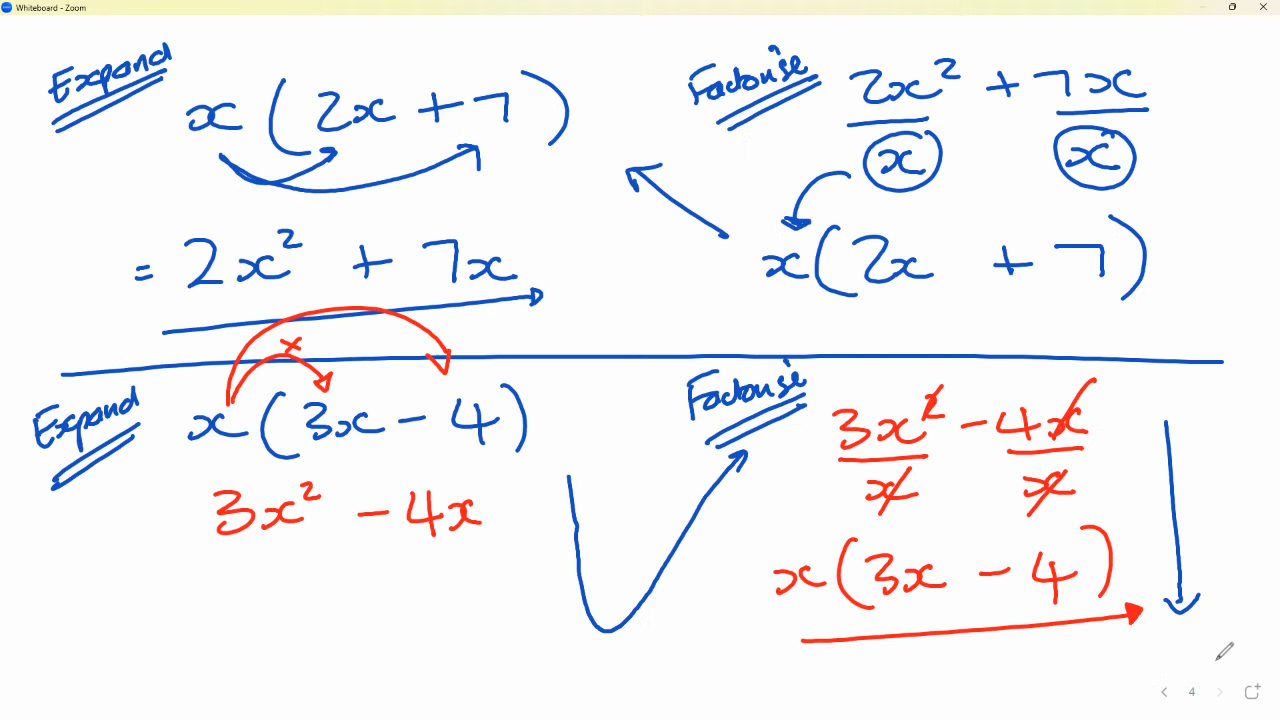 Whiteboard - Zoom
Expand
x(2x + 7)
= 2x² + 7x
Factorise
2x² + 7x
x x
x(2x + 7)
Expand
x
x(3x - 4)
3x² - 4x
Factorise
3x² - 4x
x x
x(3x - 4)
4